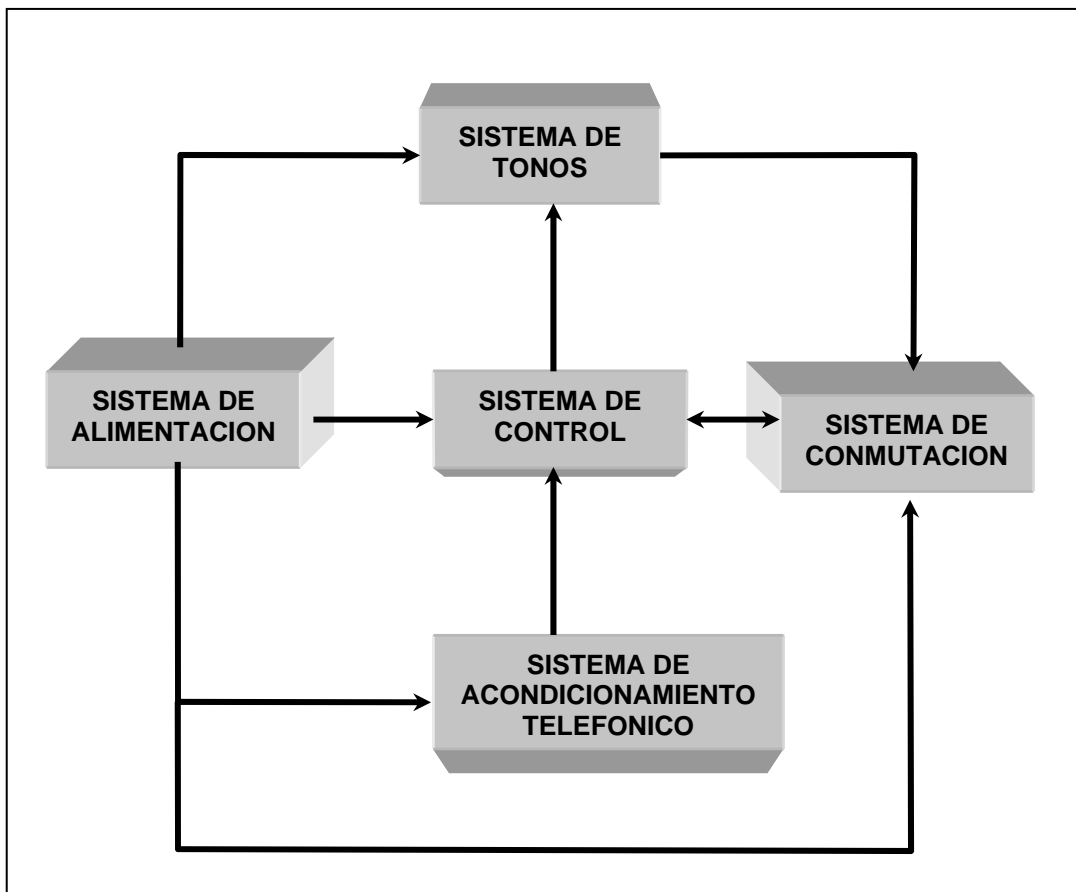 SISTEMA DE
TONOS
SISTEMA DE
ALIMENTACION
SISTEMA DE
CONTROL
SISTEMA DE
CONMUTACION
SISTEMA DE
ACONDICIONAMIENTO
TELEFONICO